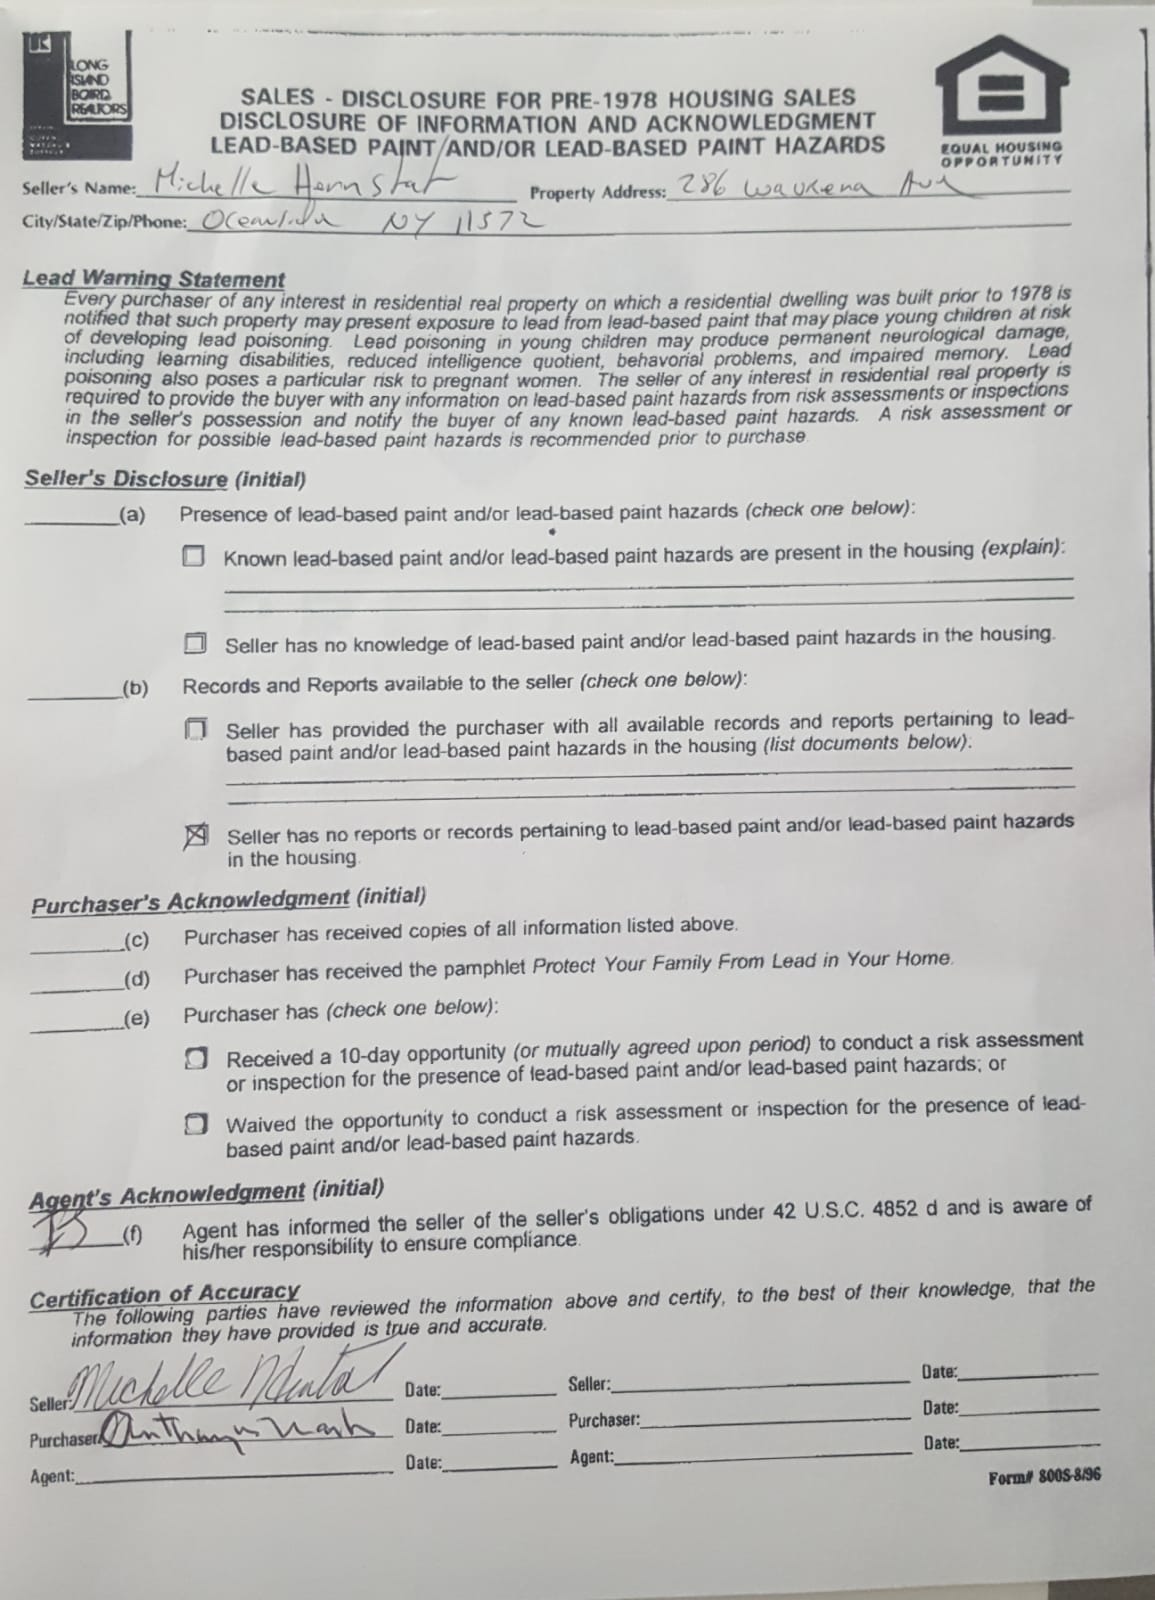 LONG
ISLAND
BOARD
REALTORS
SALES - DISCLOSURE FOR PRE-1978 HOUSING SALES
DISCLOSURE OF INFORMATION AND ACKNOWLEDGMENT
LEAD-BASED PAINT AND/OR LEAD-BASED PAINT HAZARDS
EQUAL HOUSING
OPPORTUNITY
Seller's Name: Michelle Property Address: 286 Waukena Ave
City/State/Zip/Phone: Oceanside NY 11572
Lead Warning Statement
Every purchaser of any interest in residential real property on which a residential dwelling was built prior to 1978 is
notified that such property may present exposure to lead from lead-based paint that may place young children at risk
of developing lead poisoning. Lead poisoning in young children may produce permanent neurological damage,
including learning disabilities, reduced intelligence quotient, behavorial problems, and impaired memory. Lead
poisoning also poses a particular risk to pregnant women. The seller of any interest in residential real property is
required to provide the buyer with any information on lead-based paint hazards from risk assessments or inspections
in the seller's possession and notify the buyer of any known lead-based paint hazards. A risk assessment or
inspection for possible lead-based paint hazards is recommended prior to purchase.
Seller's Disclosure (initial)
(a) Presence of lead-based paint and/or lead-based paint hazards (check one below):
Known lead-based paint and/or lead-based paint hazards are present in the housing (explain):
Seller has no knowledge of lead-based paint and/or lead-based paint hazards in the housing.
(b) Records and Reports available to the seller (check one below):
Seller has provided the purchaser with all available records and reports pertaining to lead-
based paint and/or lead-based paint hazards in the housing (list documents below):
Seller has no reports or records pertaining to lead-based paint and/or lead-based paint hazards
in the housing.
Purchaser's Acknowledgment (initial)
(c) Purchaser has received copies of all information listed above.
(d) Purchaser has received the pamphlet Protect Your Family From Lead in Your Home.
(e) Purchaser has (check one below):
Received a 10-day opportunity (or mutually agreed upon period) to conduct a risk assessment
or inspection for the presence of lead-based paint and/or lead-based paint hazards; or
Waived the opportunity to conduct a risk assessment or inspection for the presence of lead-
based paint and/or lead-based paint hazards.
Agent's Acknowledgment (initial)
(f) Agent has informed the seller of the seller's obligations under 42 U.S.C. 4852 d and is aware of
his/her responsibility to ensure compliance.
Certification of Accuracy
The following parties have reviewed the information above and certify, to the best of their knowledge, that the
information they have provided is true and accurate.
Seller: Michelle Date: Seller: Date:
Purchaser: Date: Purchaser: Date:
Agent: Date: Agent: Date:
Form# 800S-8/96